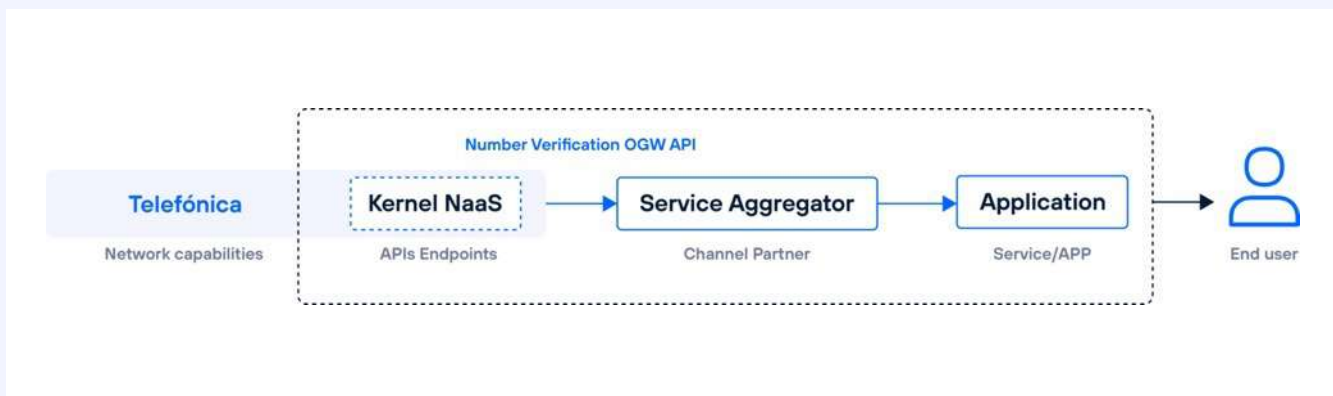 Number Verification OGW API
Telefónica
Kernel NaaS
Service Aggregator
Application
Network capabilities
APIs Endpoints
Channel Partner
Service/APP
End user